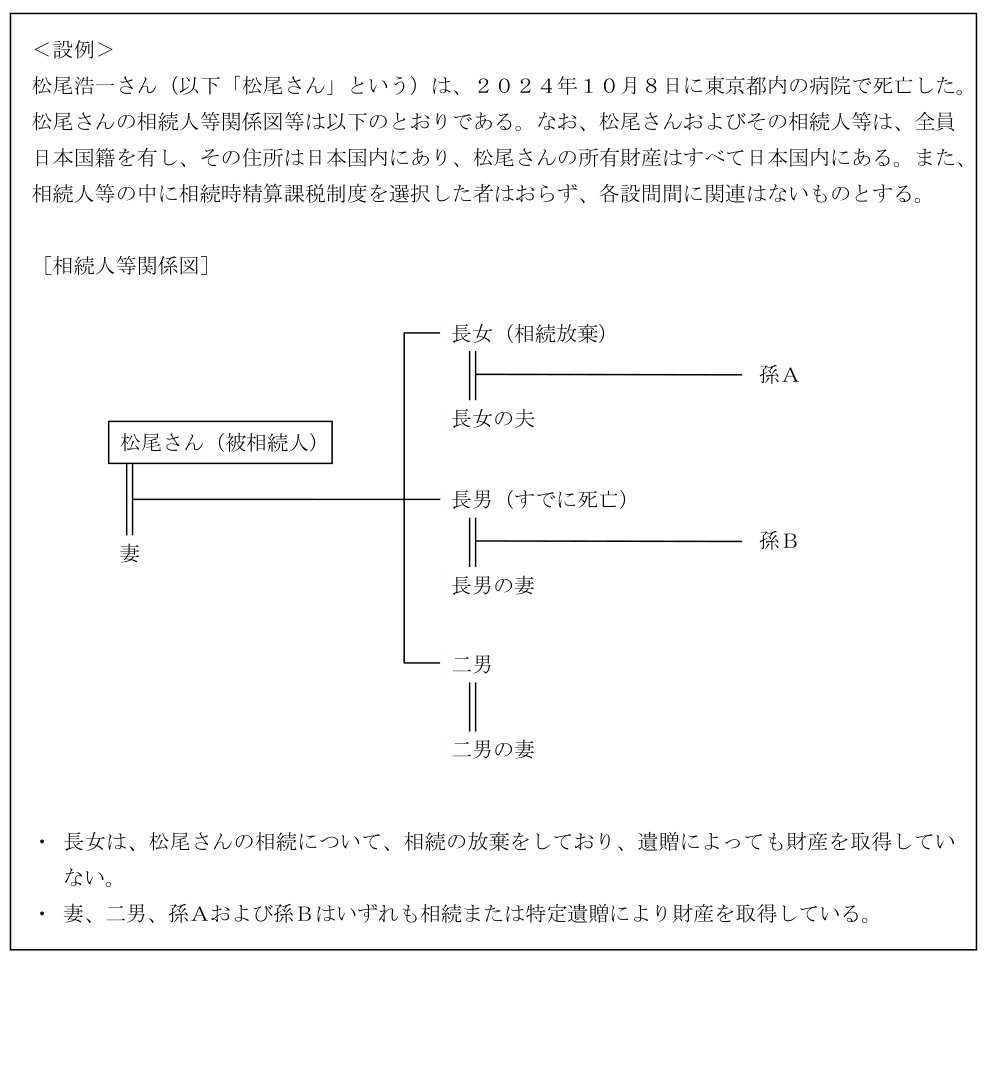 ＜設例＞
松尾浩一さん（以下「松尾さん」という）は、２０２４年１０月８日に東京都内の病院で死亡した。
松尾さんの相続人等関係図等は以下のとおりである。なお、松尾さんおよびその相続人等は、全員
日本国籍を有し、その住所は日本国内にあり、松尾さんの所有財産はすべて日本国内にある。また、
相続人等の中に相続時精算課税制度を選択した者はおらず、各設問間に関連はないものとする。
［相続人等関係図］
長女（相続放棄）
孫Ａ
長女の夫
松尾さん（被相続人）
長男（すでに死亡）
孫Ｂ
妻
長男の妻
二男
二男の妻
・ 長女は、松尾さんの相続について、相続の放棄をしており、遺贈によっても財産を取得してい
ない。
・ 妻、二男、孫Ａおよび孫Ｂはいずれも相続または特定遺贈により財産を取得している。